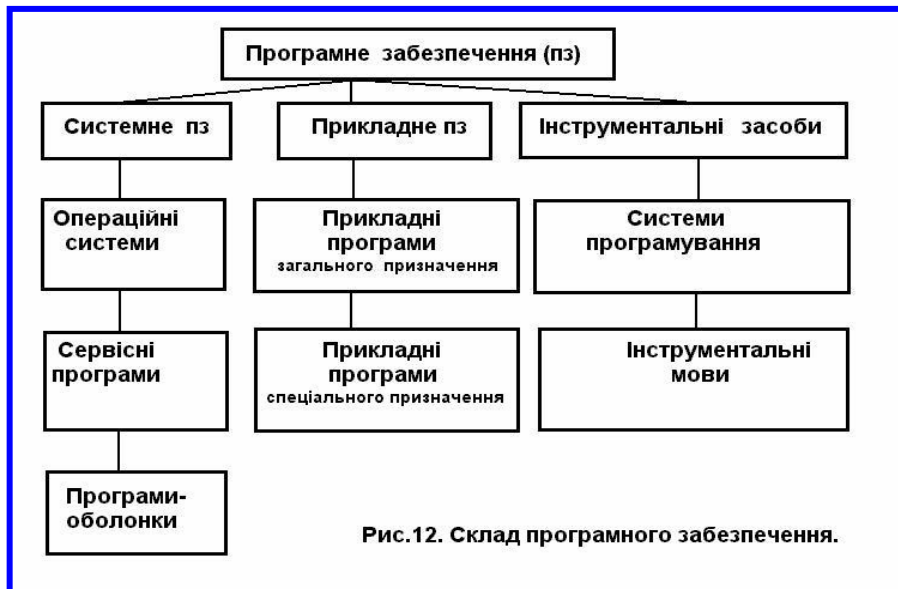 Програмне забезпечення (пз)
Системне пз
Прикладне пз
Інструментальні засоби
Операційні
системи
Прикладні
програми
загального призначення
Системи
програмування
Сервісні
програми
Прикладні
програми
спеціального призначення
Інструментальні
мови
Програми-
оболонки
Рис.12. Склад програмного забезпечення.